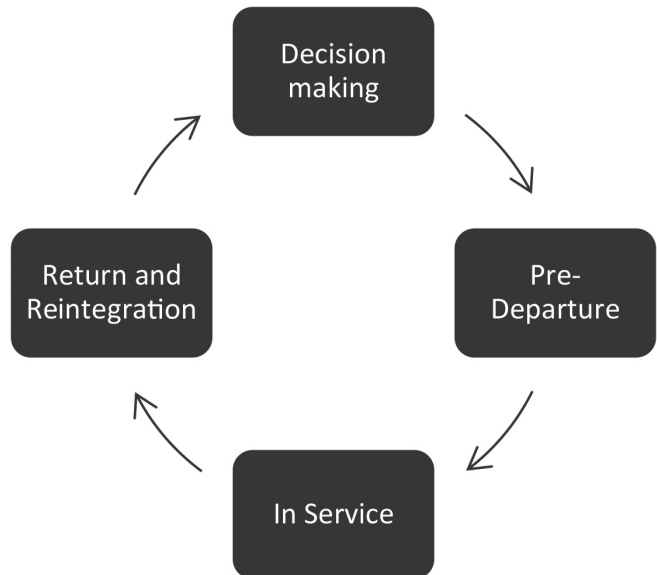 Decision
making
Pre-
Departure
In Service
Return and
Reintegration